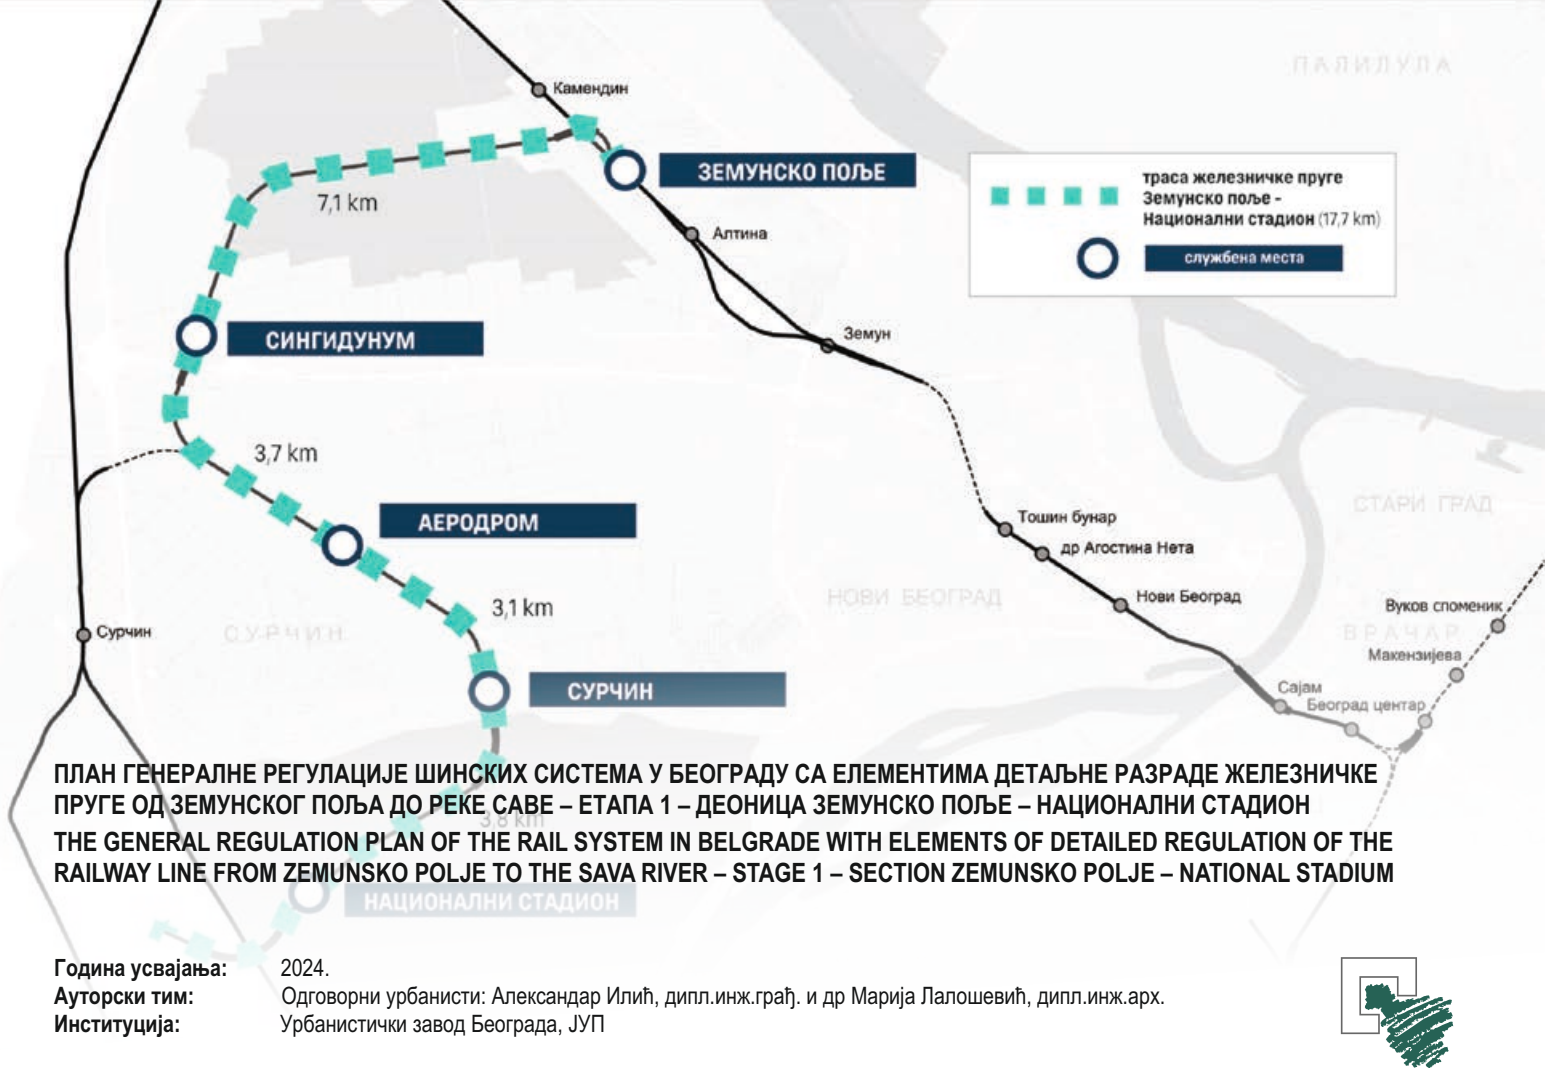 ПАЛИЛУЛА
Камендин
ЗЕМУНСКО ПОЉЕ
траса железничке пруге
Земунско поље -
Национални стадион (17,7 km)
службена места
7,1 km
Алтина
СИНГИДУНУМ
Земун
3,7 km
АЕРОДРОМ
СТАРИ ГРАД
Тошин бунар
др Агостина Нета
3,1 km
НОВИ БЕОГРАД
Нови Београд
Вуков споменик
Сурчин
СУРЧИН
ВРАЧАР
Макензијева
СУРЧИН
Сајам
Београд центар
ПЛАН ГЕНЕРАЛНЕ РЕГУЛАЦИЈЕ ШИНСКИХ СИСТЕМА У БЕОГРАДУ СА ЕЛЕМЕНТИМА ДЕТАЉНЕ РАЗРАДЕ ЖЕЛЕЗНИЧКЕ
ПРУГЕ ОД ЗЕМУНСКОГ ПОЉА ДО РЕКЕ САВЕ – ЕТАПА 1 – ДЕОНИЦА ЗЕМУНСКО ПОЉЕ – НАЦИОНАЛНИ СТАДИОН
3,8 km
THE GENERAL REGULATION PLAN OF THE RAIL SYSTEM IN BELGRADE WITH ELEMENTS OF DETAILED REGULATION OF THE
RAILWAY LINE FROM ZEMUNSKO POLJE TO THE SAVA RIVER – STAGE 1 – SECTION ZEMUNSKO POLJE – NATIONAL STADIUM
НАЦИОНАЛНИ СТАДИОН
Година усвајања: 2024.
Ауторски тим: Одговорни урбанисти: Александар Илић, дипл.инж.грађ. и др Марија Лалошевић, дипл.инж.арх.
Институција: Урбанистички завод Београда, ЈУП